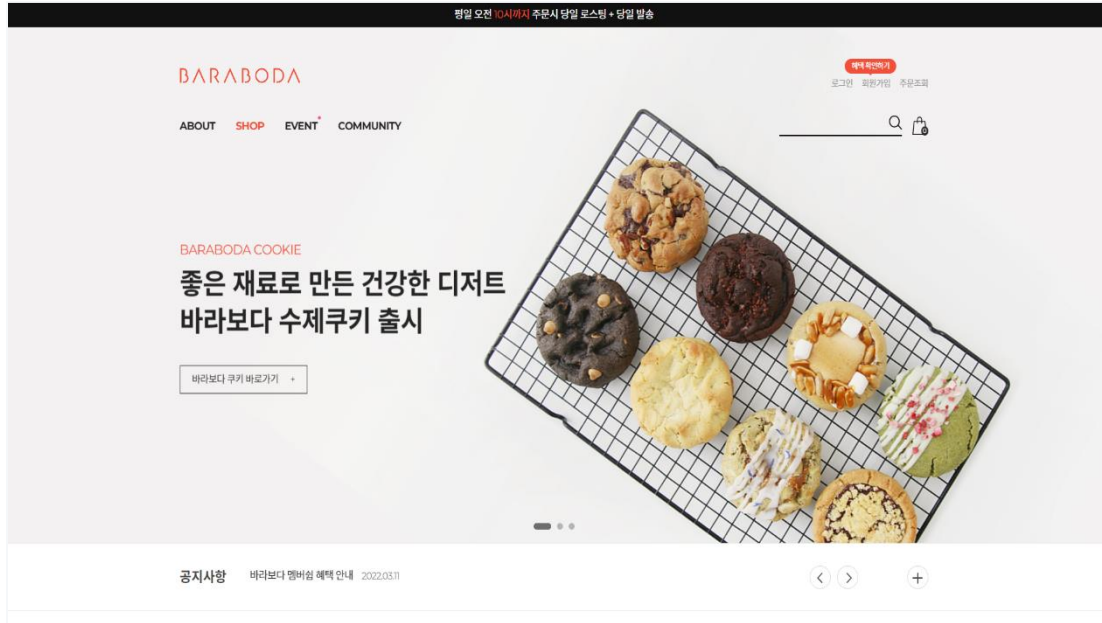 평일 오전 10시까지 주문시 당일 로스팅 + 당일 발송
BARABODA
혜택 확인하기
로그인 회원가입 주문조회
ABOUT SHOP EVENT COMMUNITY
0
BARABODA COOKIE
좋은 재료로 만든 건강한 디저트
바라보다 수제쿠키 출시
바라보다 쿠키 바로가기 +
공지사항 바라보다 멤버쉽 혜택 안내 2022.03.11